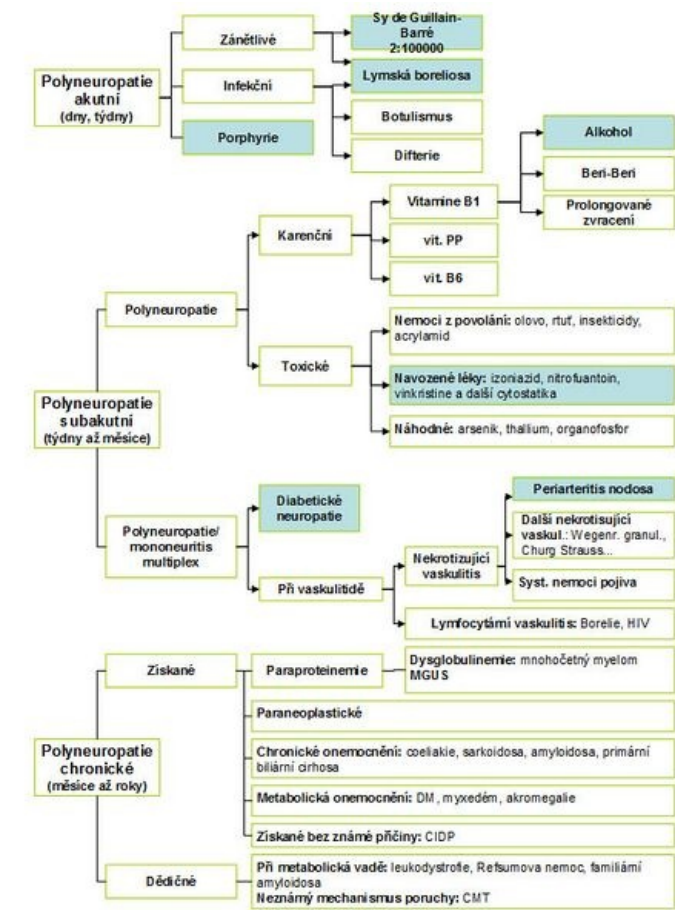 Polyneuropatie
akutní
(dny, týdny)
Zánětlivé
Infekční
Porphyrie
Sy de Guillain-
Barré
2:100000
Lymská boreliosa
Botulismus
Difterie
Polyneuropatie
subakutní
(týdny až měsíce)
Polyneuropatie
Karenční
Vitamine B1
vit. PP
vit. B6
Alkohol
Beri-Beri
Prolongované
zvracení
Toxické
Nemoci z povolání: olovo, rtuť, insekticidy,
acrylamid
Navozené léky: izoniazid, nitrofuantoin,
vinkristine a další cytostatika
Náhodné: arsenik, thallium, organofosfor
Polyneuropatie/
mononeuritis
multiplex
Diabetické
neuropatie
Při vaskulitidě
Nekrotizující
vaskulitis
Periarteritis nodosa
Další nekrotisující
vaskul.: Wegenr. granul.,
Churg Strauss...
Syst. nemoci pojiva
Lymfocytární vaskulitis: Borelie, HIV
Polyneuropatie
chronické
(měsíce až roky)
Získané
Paraproteinemie
Dysglobulinemie: mnohočetný myelom
MGUS
Paraneoplastické
Chronické onemocnění: coeliakie, sarkoidosa, amyloidosa, primární
biliární cirhosa
Metabolická onemocnění: DM, myxedém, akromegalie
Získané bez známé příčiny: CIDP
Dědičné
Při metabolická vadě: leukodystrofie, Refsumova nemoc, familiární
amyloidosa
Neznámý mechanismus poruchy: CMT